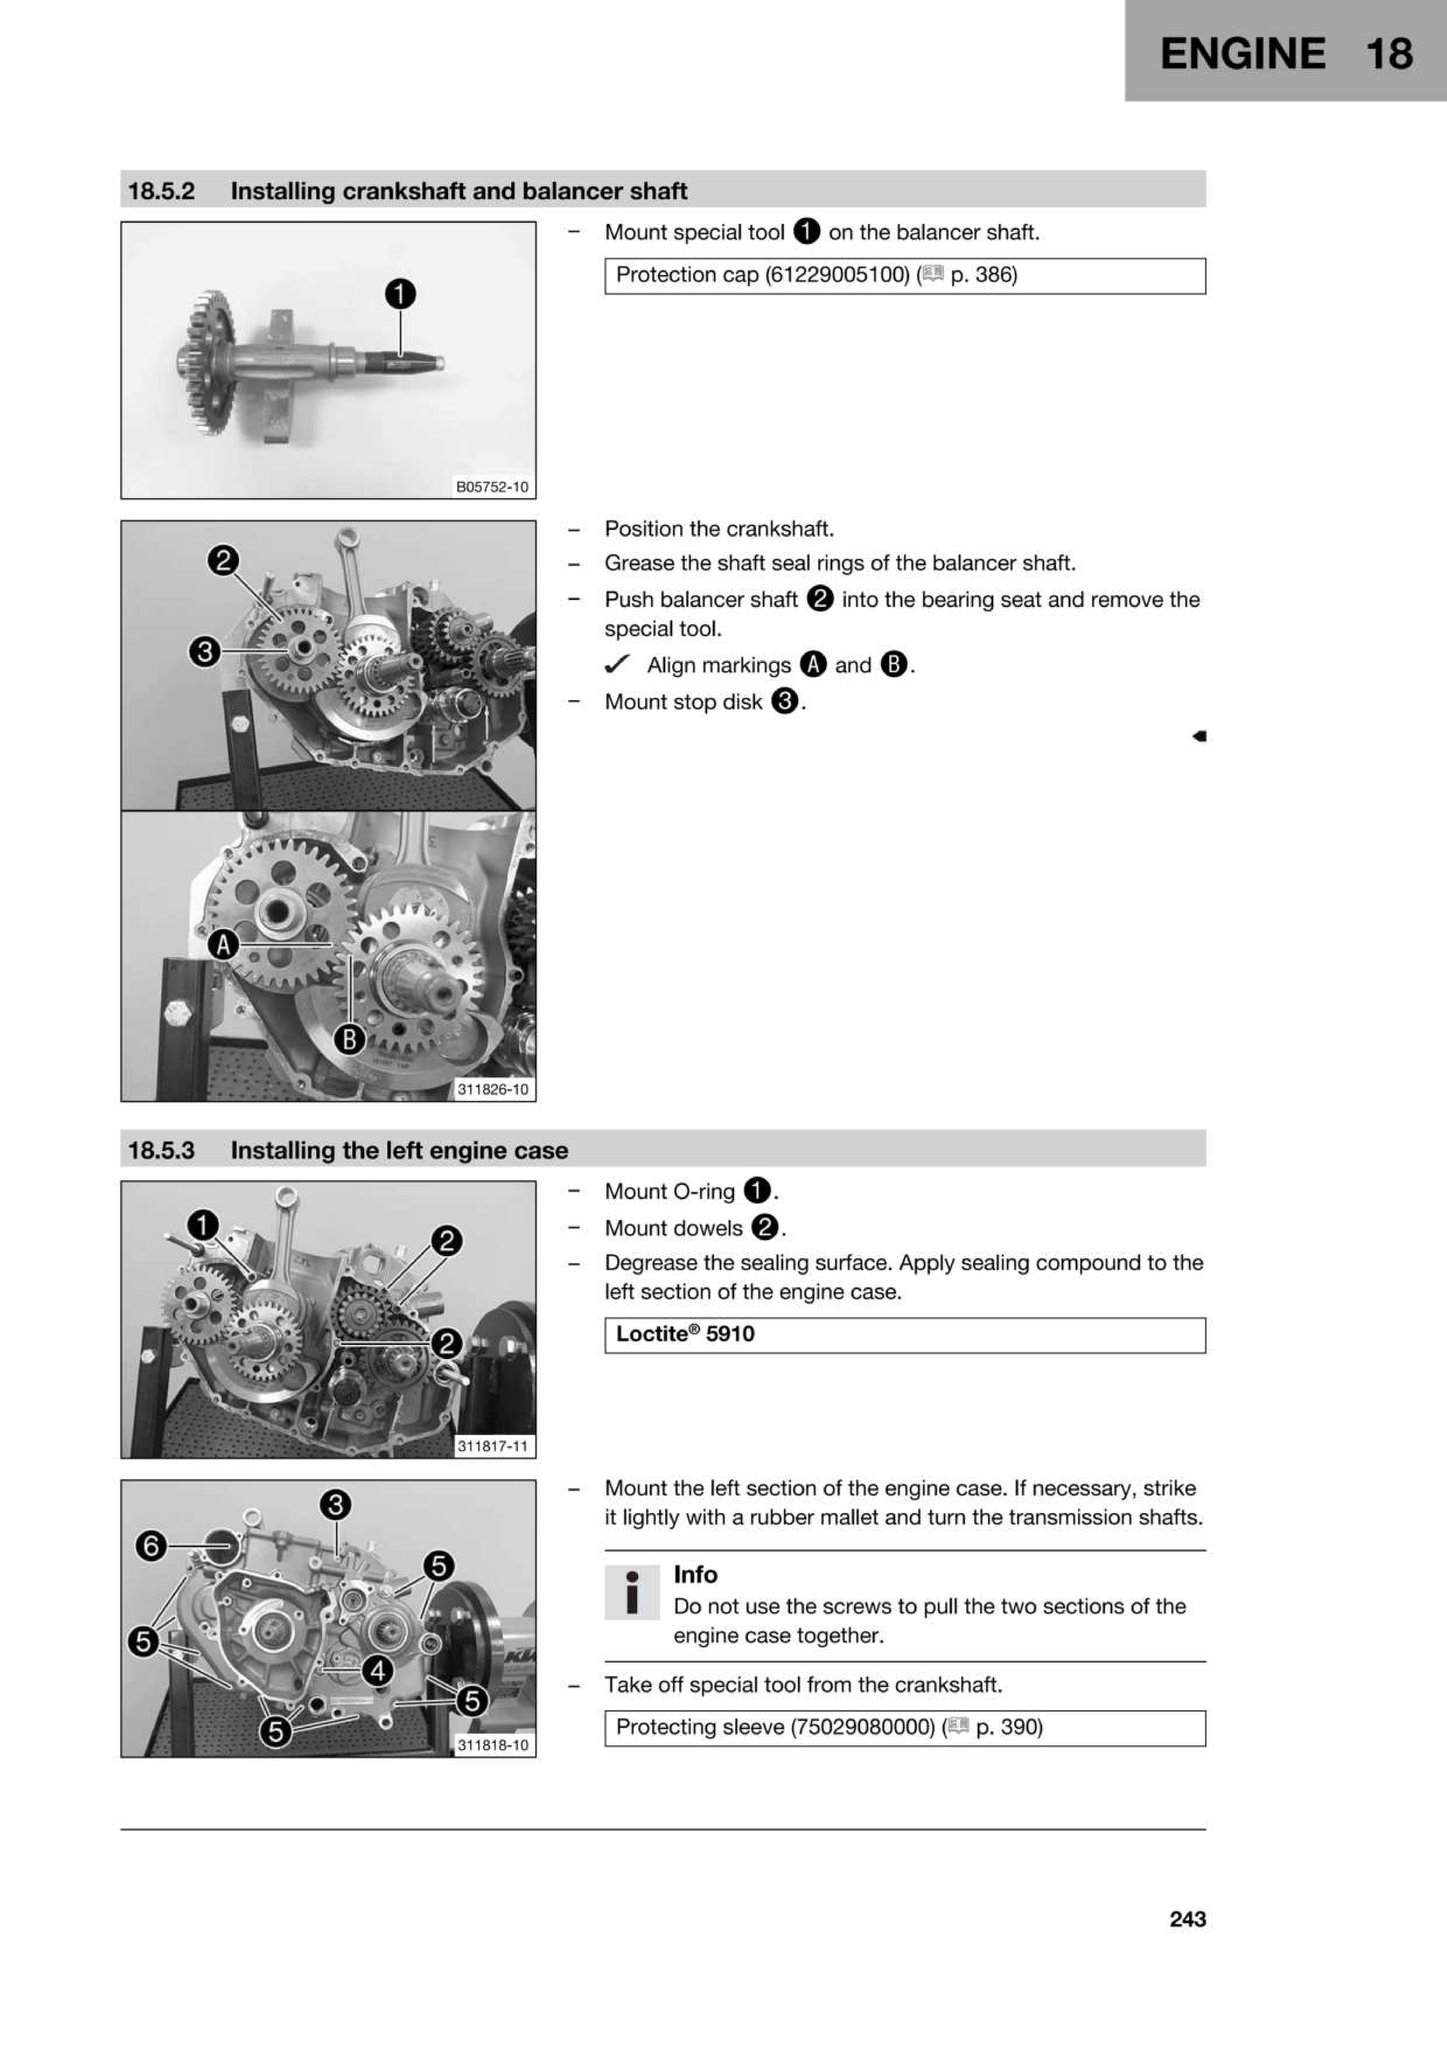 ENGINE 18
18.5.2 Installing crankshaft and balancer shaft
1
B05752-10
– Mount special tool 1 on the balancer shaft.
Protection cap (61229005100) ( p. 386)
2
3
A
B
311826-10
– Position the crankshaft.
– Grease the shaft seal rings of the balancer shaft.
– Push balancer shaft 2 into the bearing seat and remove the
special tool.
✓ Align markings A and B.
– Mount stop disk 3.
18.5.3 Installing the left engine case
1
2
2
311817-11
– Mount O-ring 1.
– Mount dowels 2.
– Degrease the sealing surface. Apply sealing compound to the
left section of the engine case.
Loctite® 5910
3
6
5
5
4
5
5
311818-10
– Mount the left section of the engine case. If necessary, strike
it lightly with a rubber mallet and turn the transmission shafts.
i Info
Do not use the screws to pull the two sections of the
engine case together.
– Take off special tool from the crankshaft.
Protecting sleeve (75029080000) ( p. 390)
243